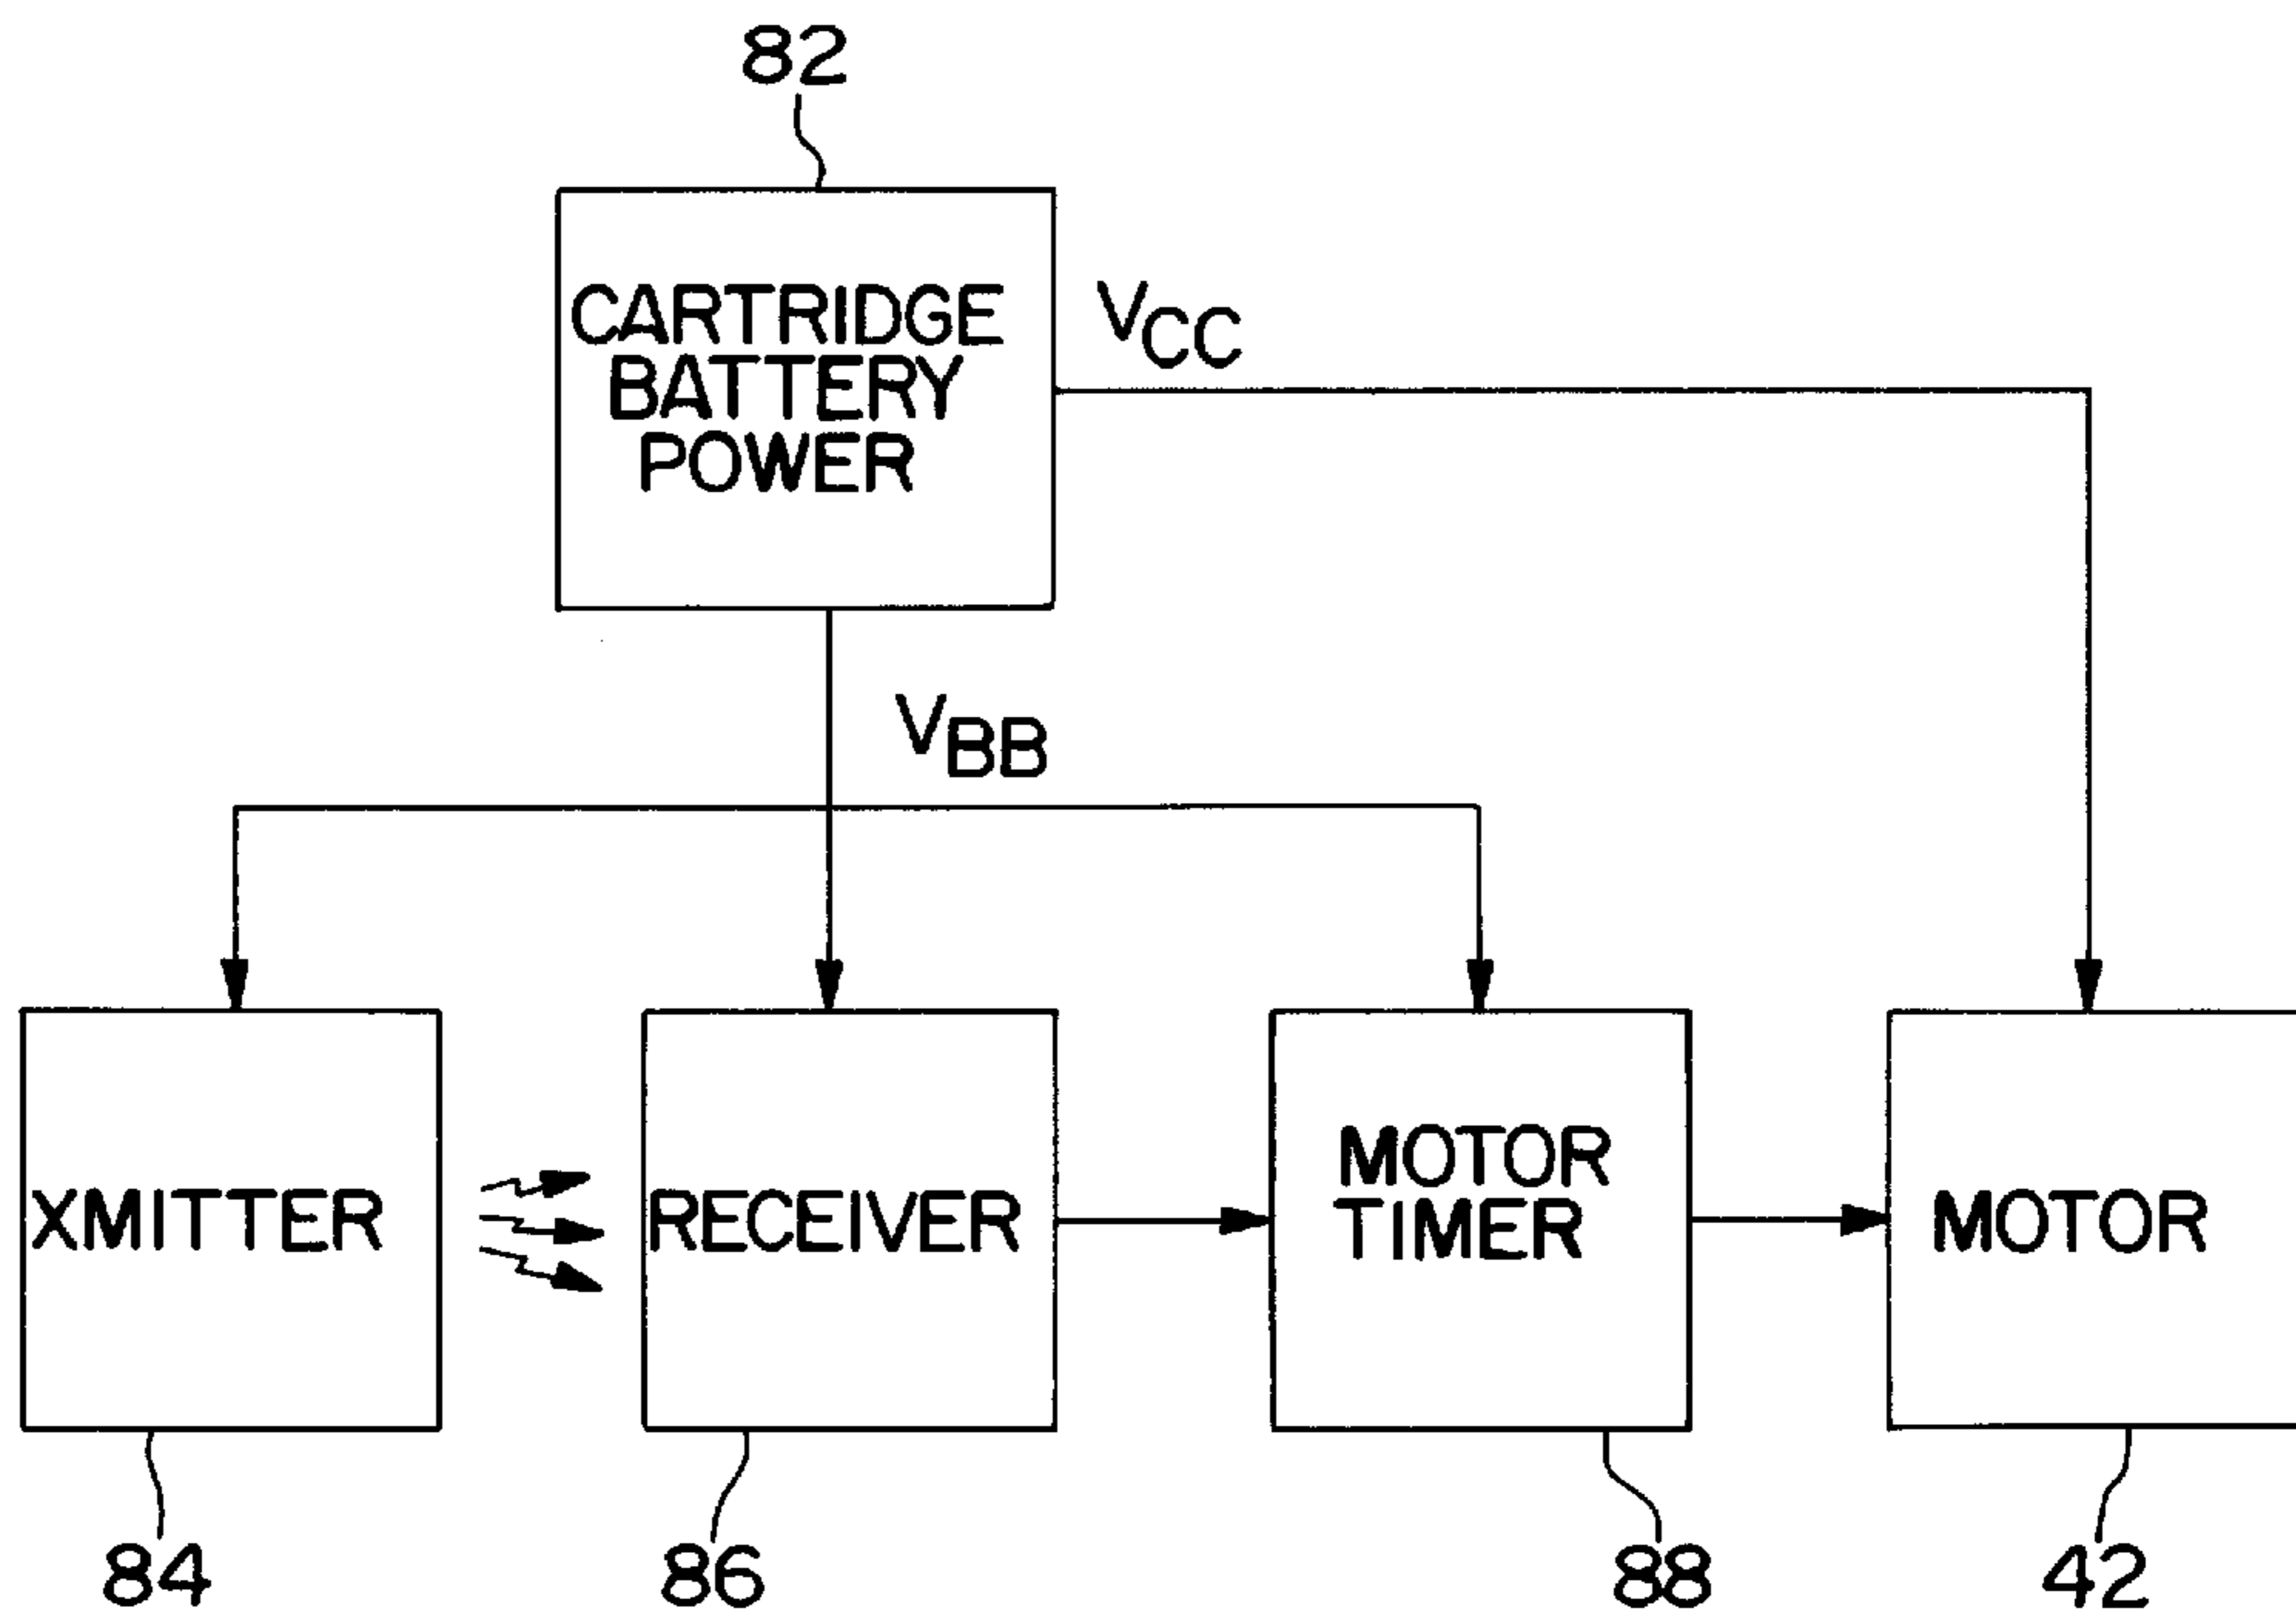 82
CARTRIDGE
BATTERY
POWER
VCC
VBB
XMITTER
RECEIVER
MOTOR
TIMER
MOTOR
84
86
88
42